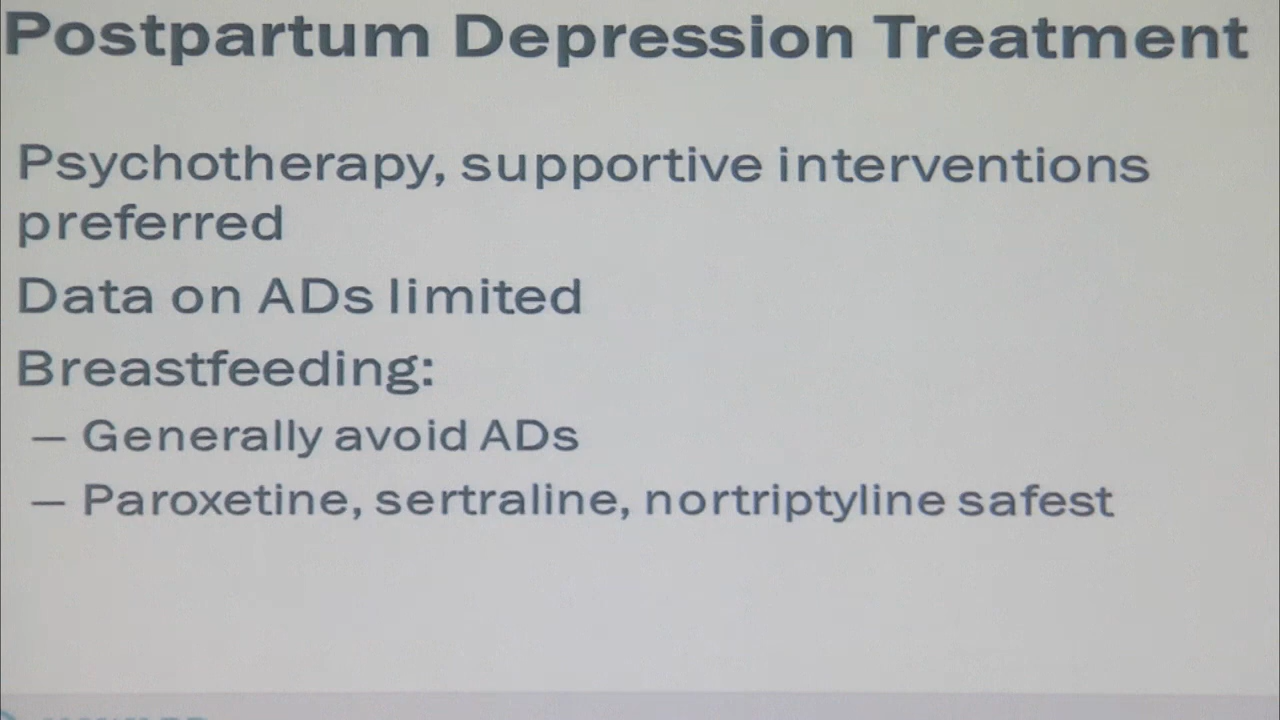 Postpartum Depression Treatment
Psychotherapy, supportive interventions
preferred
Data on ADs limited
Breastfeeding:
— Generally avoid ADs
— Paroxetine, sertraline, nortriptyline safest